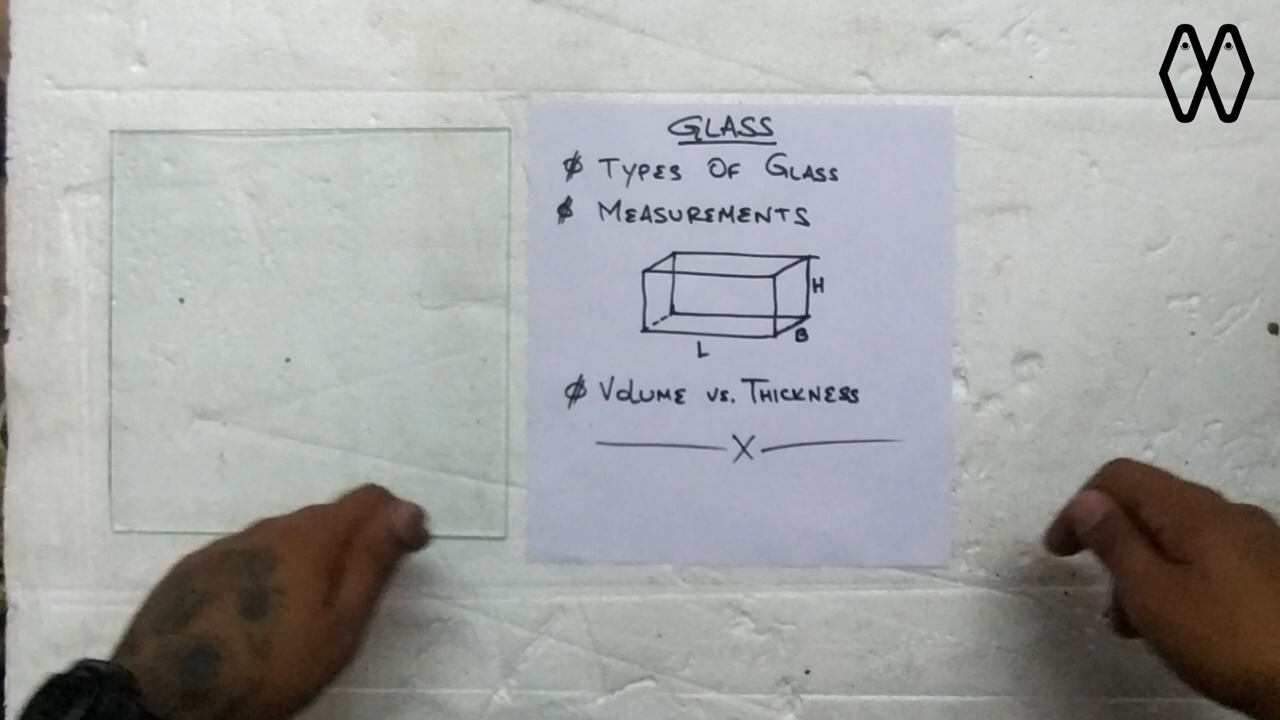 GLASS
TYPES OF GLASS
MEASUREMENTS
H
B
L
VOLUME VS. THICKNESS
X